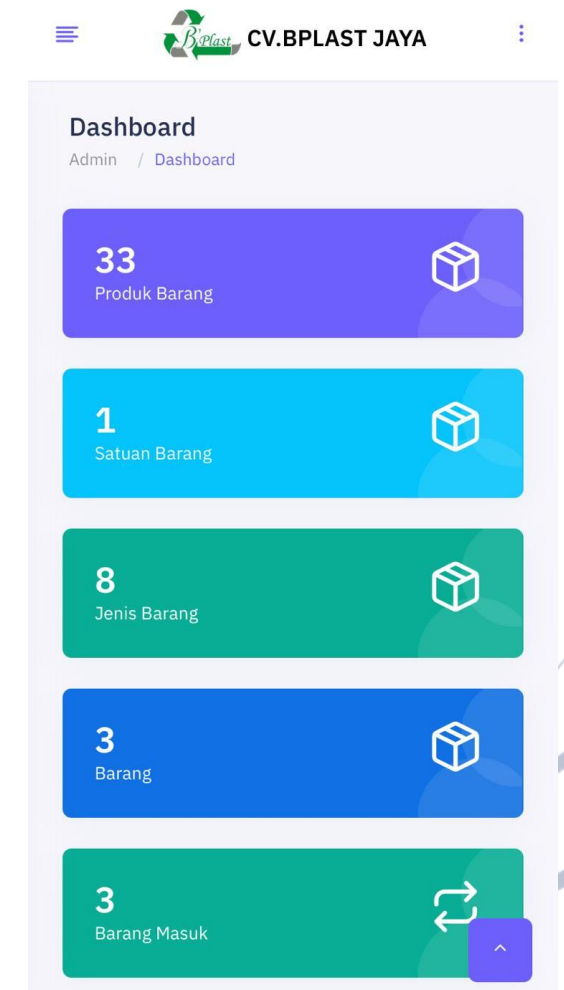 B'Plast CV.BPLAST JAYA
Dashboard
Admin / Dashboard
33
Produk Barang
1
Satuan Barang
8
Jenis Barang
3
Barang
3
Barang Masuk